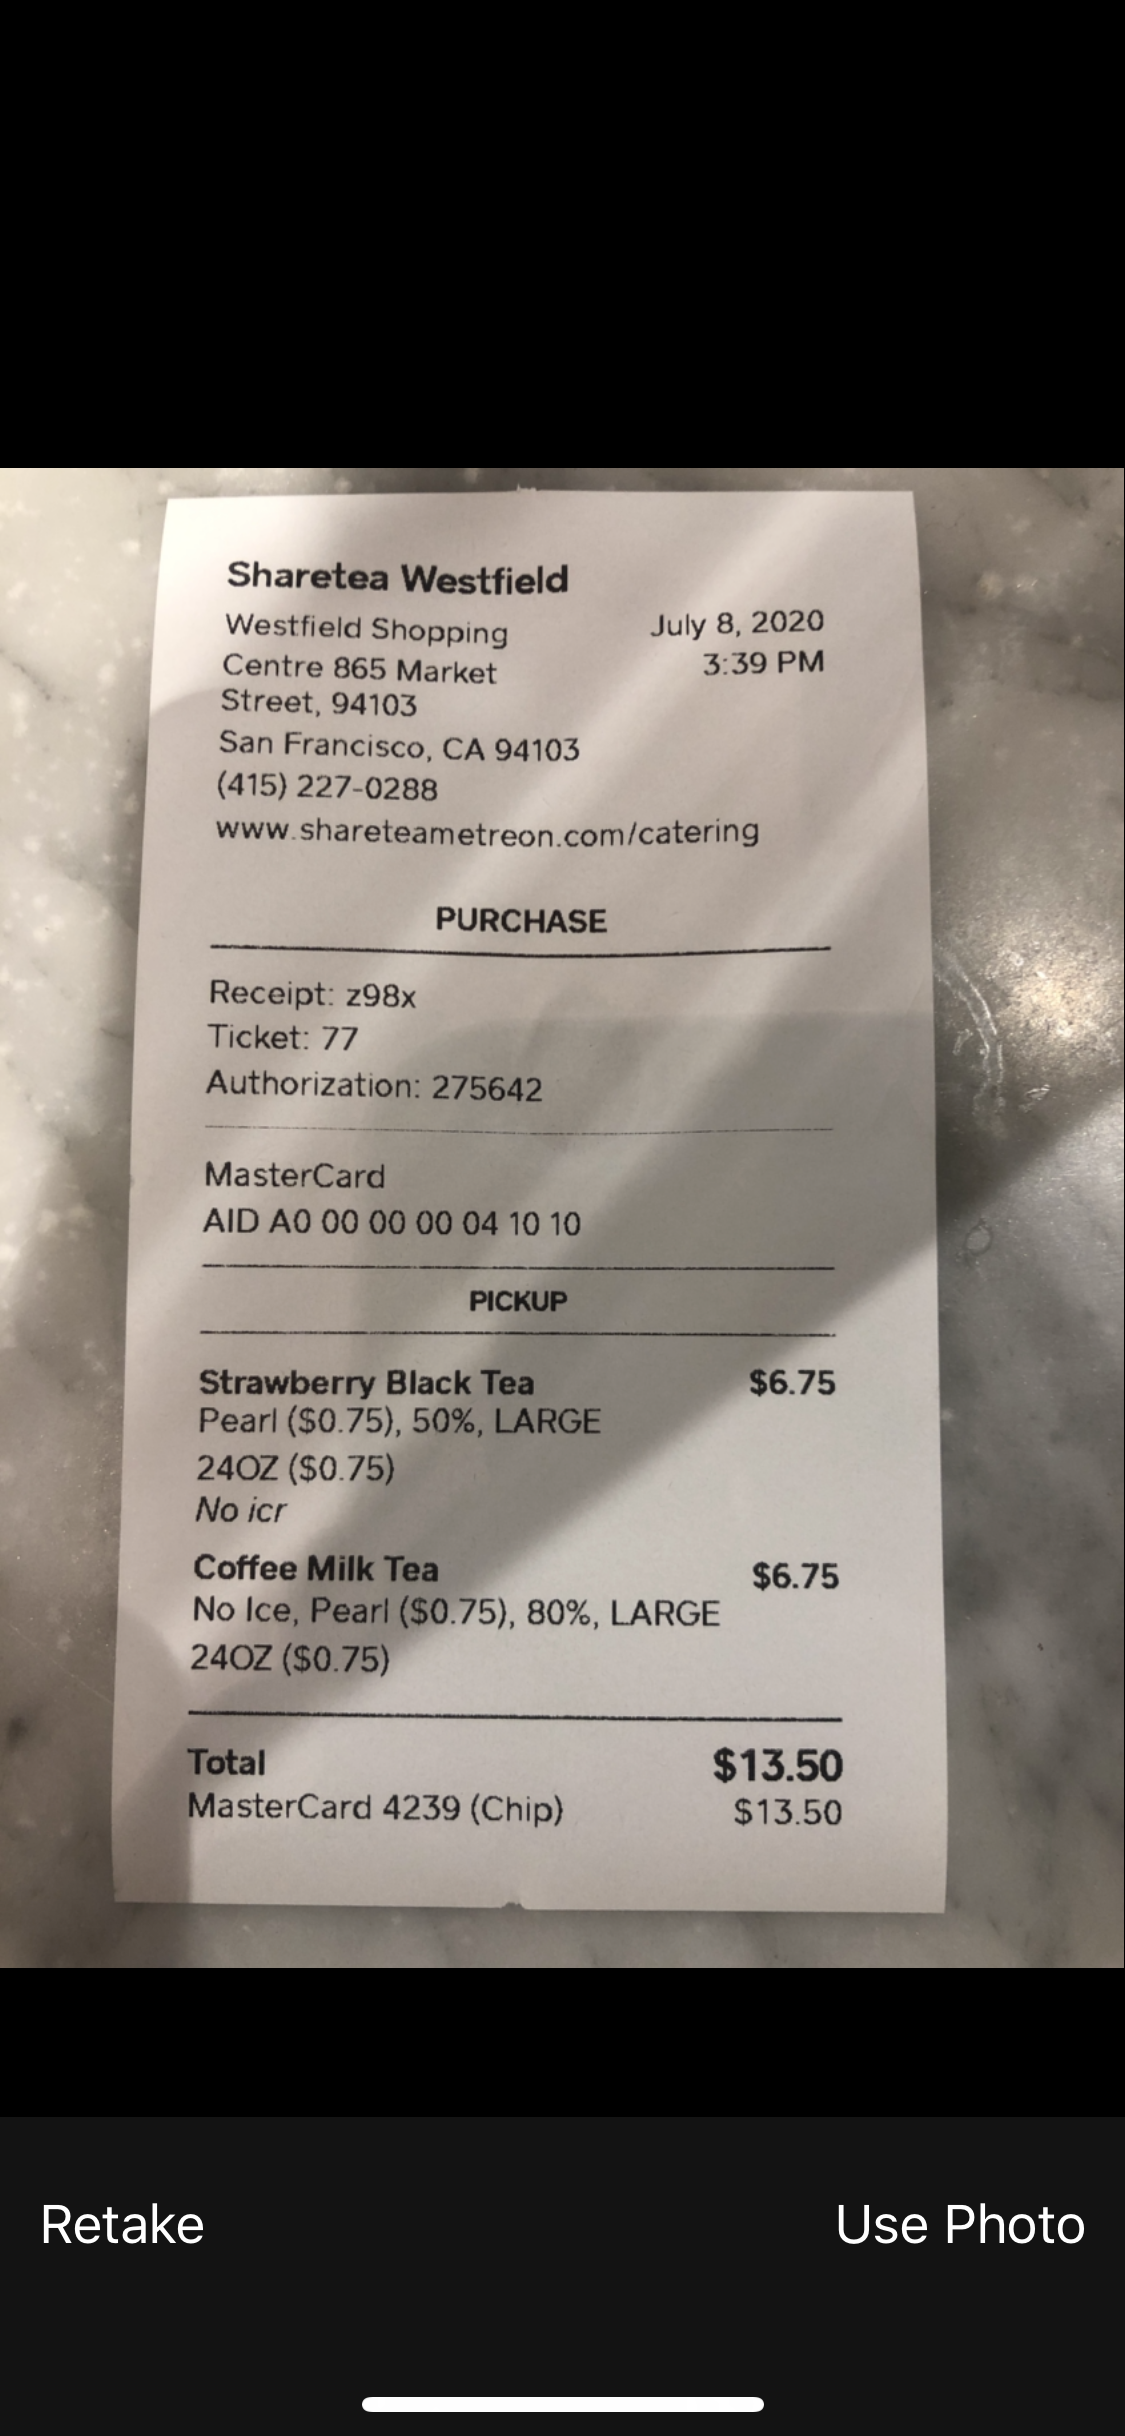 Sharetea Westfield
Westfield Shopping
Centre 865 Market
Street, 94103
San Francisco, CA 94103
(415) 227-0288
www.shareteametreon.com/catering
July 8, 2020
3:39 PM
PURCHASE
Receipt: z98x
Ticket: 77
Authorization: 275642
MasterCard
AID A0 00 00 00 04 10 10
PICKUP
Strawberry Black Tea $6.75
Pearl ($0.75), 50%, LARGE
24OZ ($0.75)
No icr
Coffee Milk Tea $6.75
No Ice, Pearl ($0.75), 80%, LARGE
24OZ ($0.75)
Total $13.50
MasterCard 4239 (Chip) $13.50
Retake Use Photo